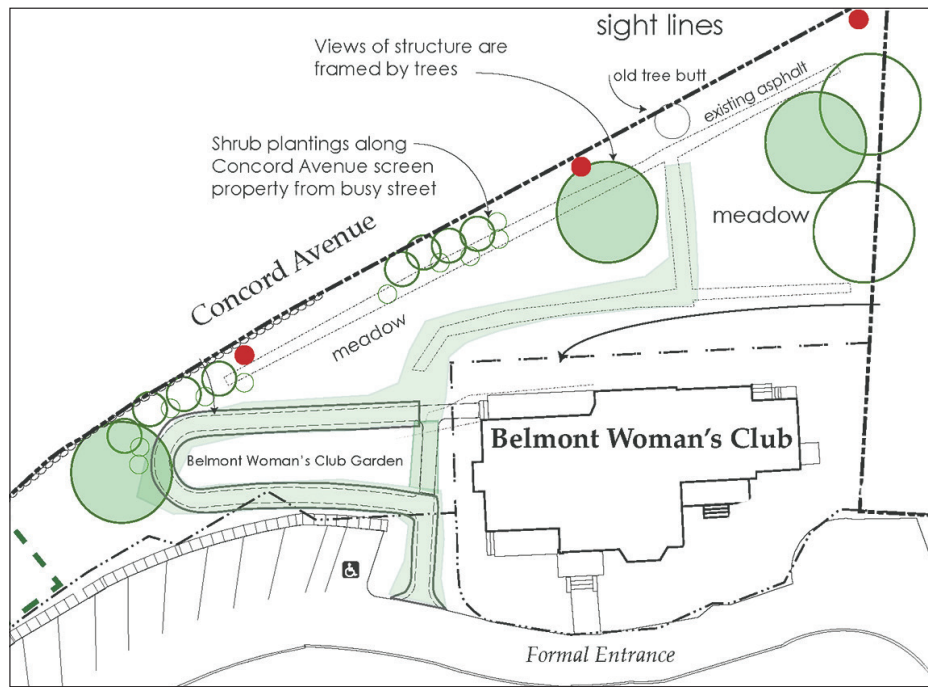 sight lines
Views of structure are
framed by trees
old tree butt
existing asphalt
Shrub plantings along
Concord Avenue screen
property from busy street
meadow
Concord Avenue
meadow
Belmont Woman's Club
Belmont Woman's Club Garden
Formal Entrance